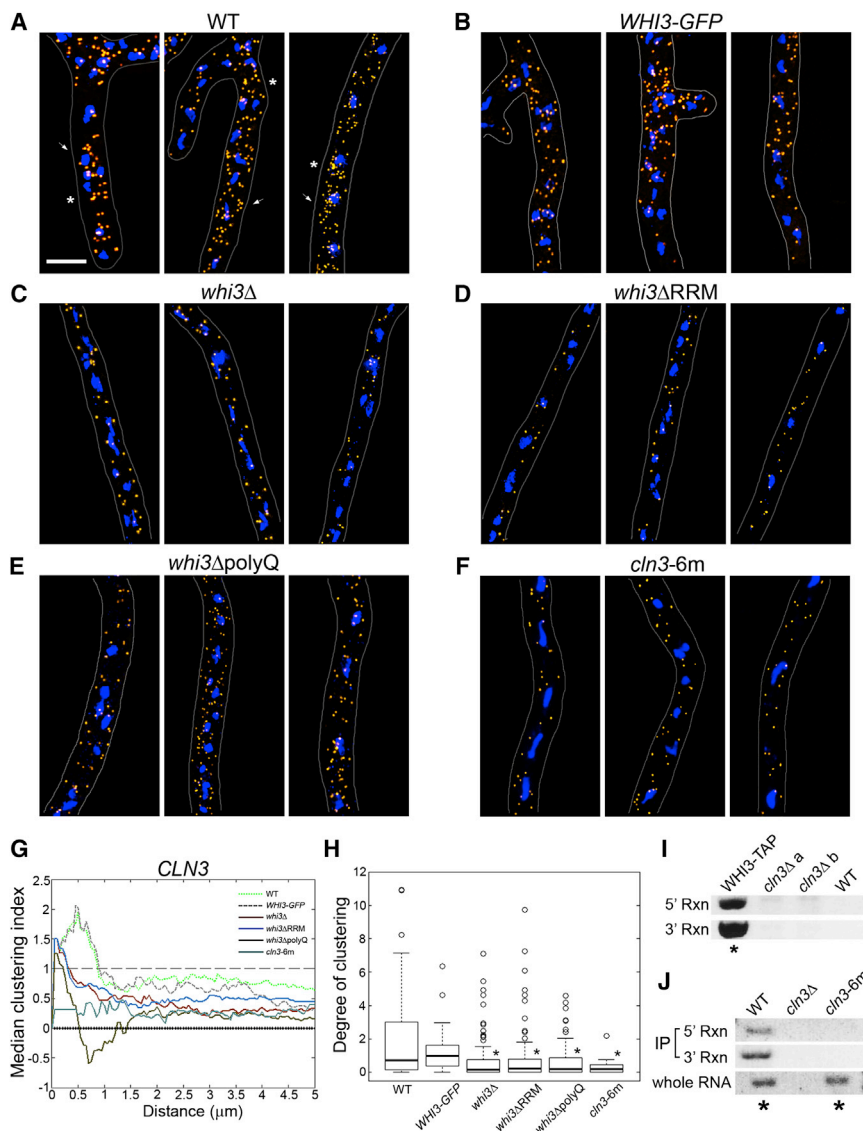 A WT
B WHI3-GFP
*
*
*
C whi3Δ
D whi3ΔRRM
E whi3ΔpolyQ
F cln3-6m
G CLN3
Median clustering index
2.5
2
1.5
1
0.5
0
-0.5
-1
0 0.5 1 1.5 2 2.5 3 3.5 4 4.5 5
Distance (μm)
WT
WHI3-GFP
whi3Δ
whi3ΔRRM
whi3ΔpolyQ
cln3-6m
H
Degree of clustering
12
10
8
6
4
2
0
* * * *
WT WHI3-GFP whi3Δ whi3ΔRRM whi3ΔpolyQ cln3-6m
I WHI3-TAP cln3Δ a cln3Δ b WT
5' Rxn
3' Rxn
*
J WT cln3Δ cln3-6m
IP 5' Rxn
3' Rxn
whole RNA
* *